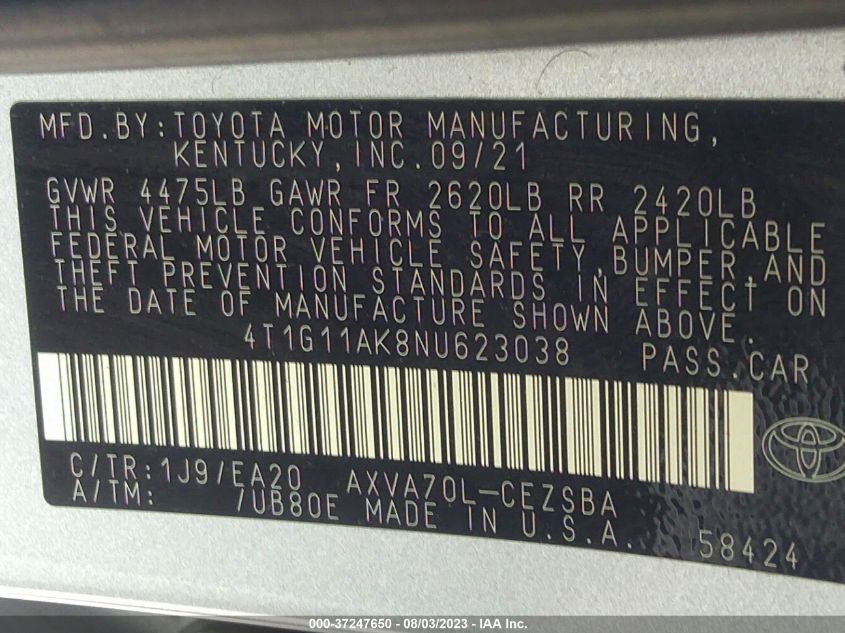 MFD.BY:TOYOTA MOTOR MANUFACTURING,
KENTUCKY,INC.09/21
GVWR 4475LB GAWR FR 2620LB RR 2420LB
THIS VEHICLE CONFORMS TO ALL APPLICABLE
FEDERAL MOTOR VEHICLE SAFETY,BUMPER,AND
THEFT PREVENTION STANDARDS IN EFFECT ON
THE DATE OF MANUFACTURE SHOWN ABOVE.
4T1G11AK8NU623038 PASS.CAR
C/TR:1J9/EA20 AXVA70L-CEZSBA
A/TM: /UB80E MADE IN U.S.A.
58424
000-37247650 - 08/03/2023 - IAA Inc.